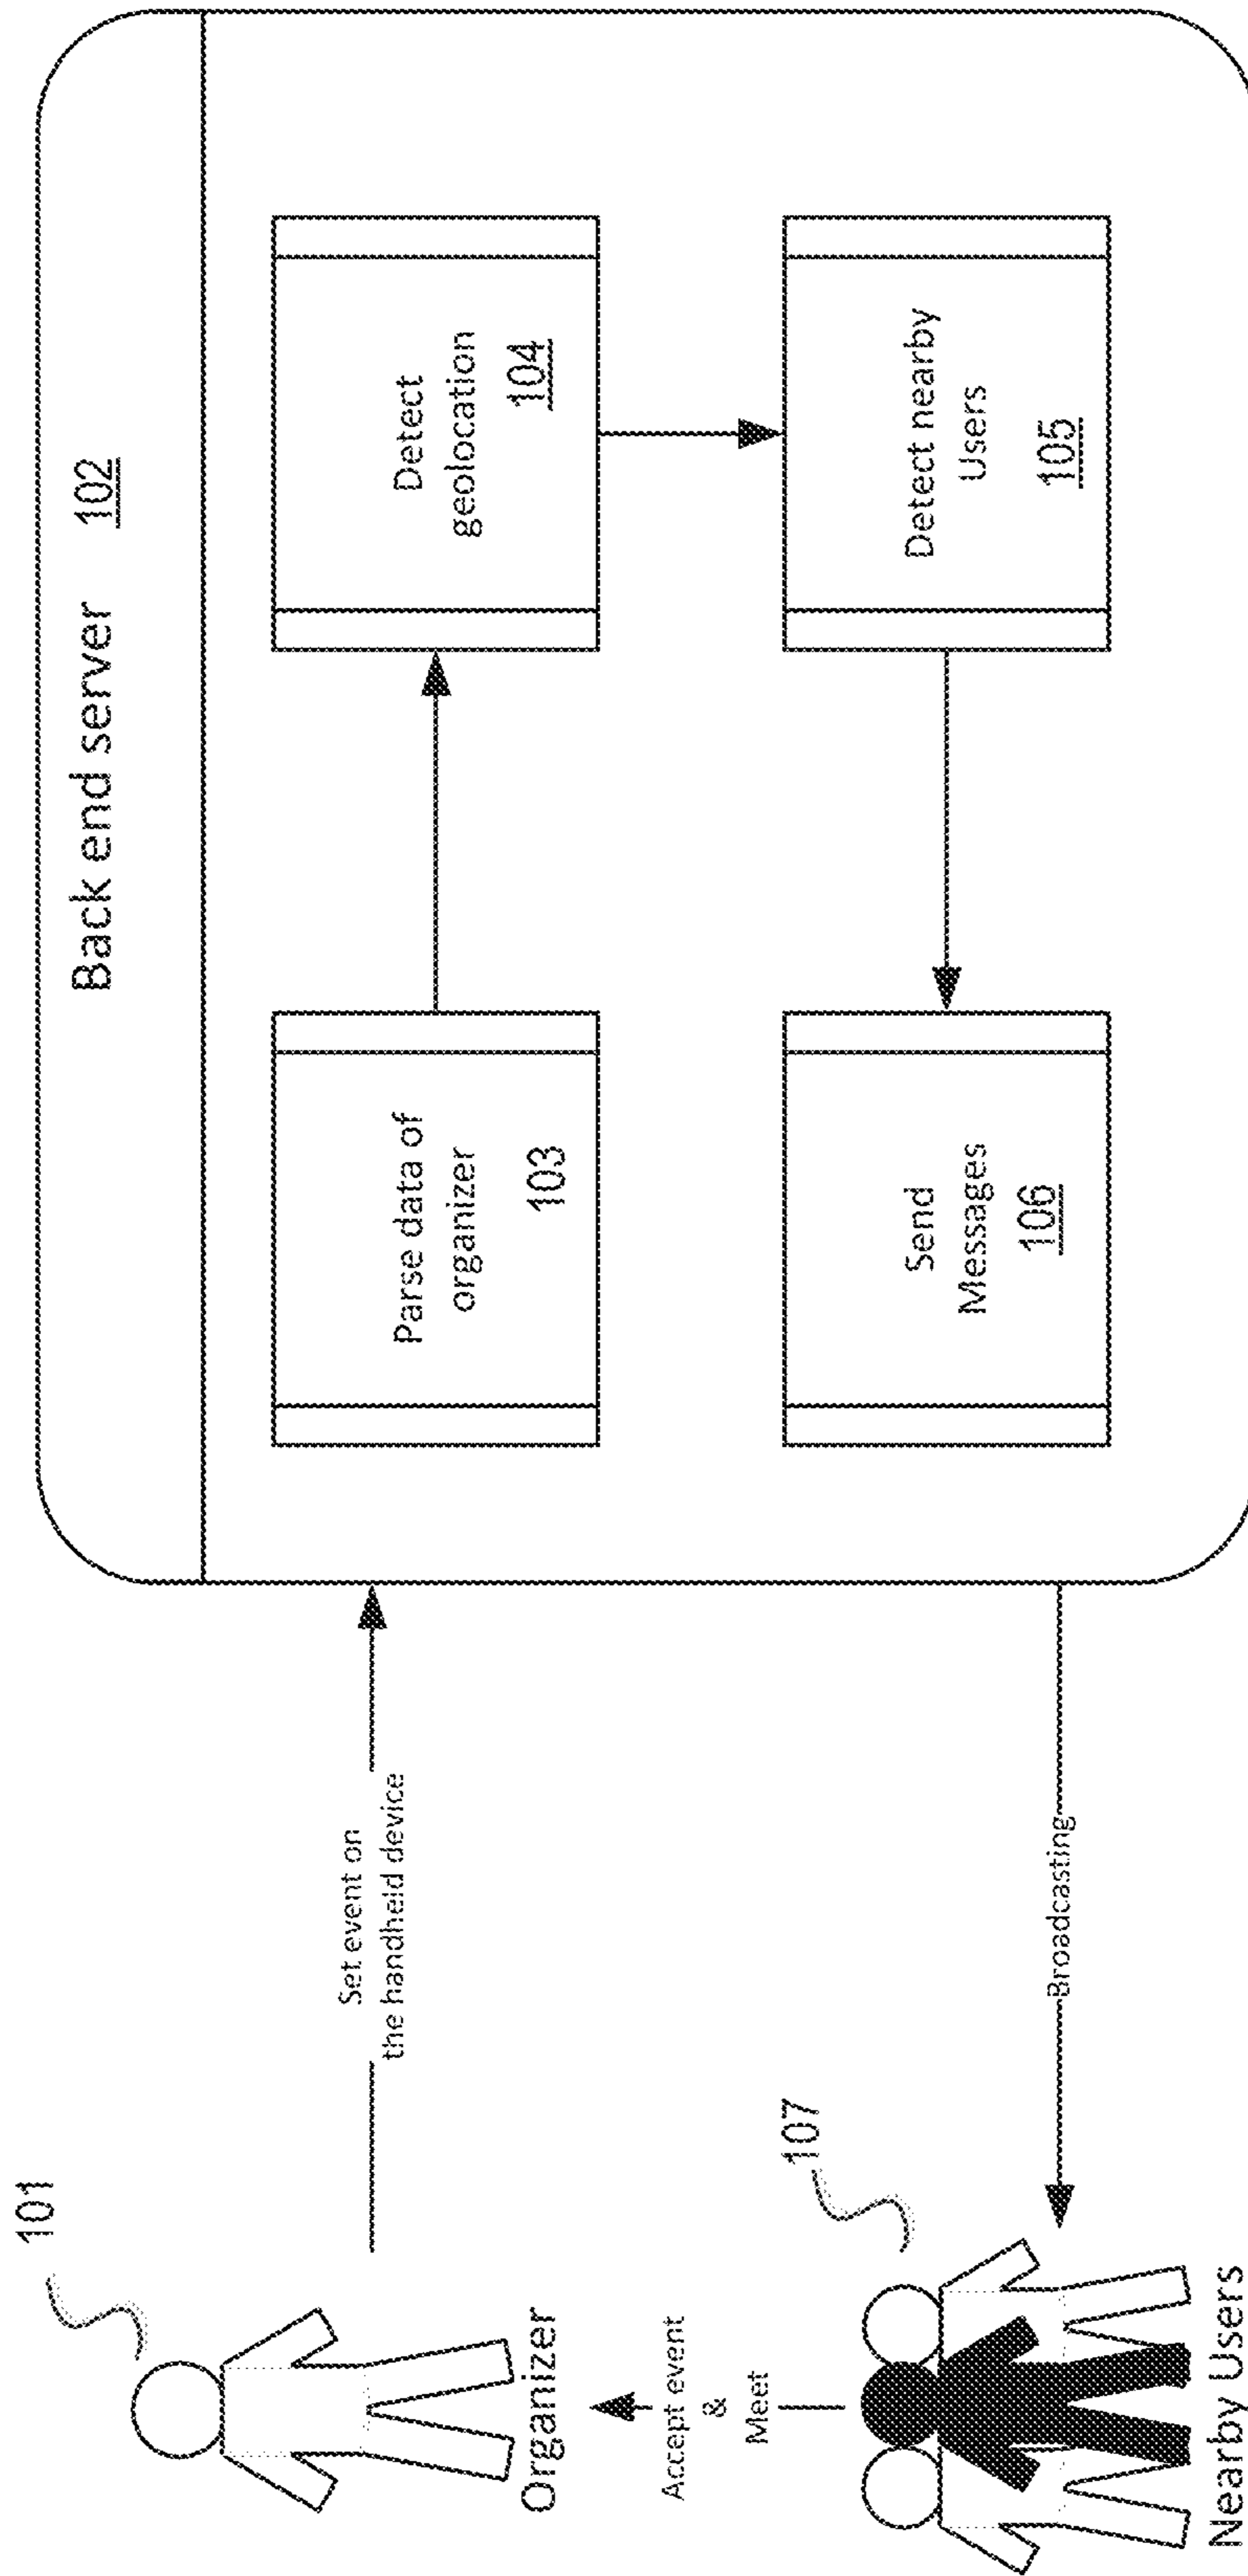 Back end server 102
101
Organizer
Set event on
the handheld device
Parse data of
organizer
103
Detect
geolocation
104
Detect nearby
Users
105
Send
Messages
106
Broadcasting
107
Nearby Users
Accept event
&
Meet